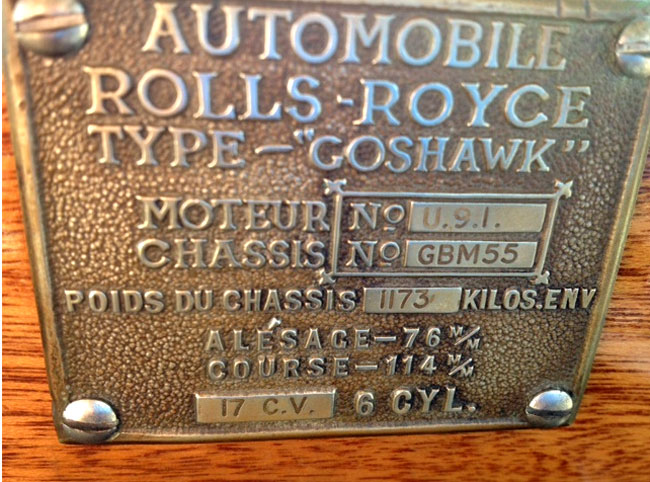 AUTOMOBILE
ROLLS-ROYCE
TYPE-"GOSHAWK"
MOTEUR Nº U.9.I.
CHASSIS Nº GBM55
POIDS DU CHASSIS 1173 KILOS.ENV
ALÉSAGE-76 M/M
COURSE-114 M/M
17 C.V. 6 CYL.